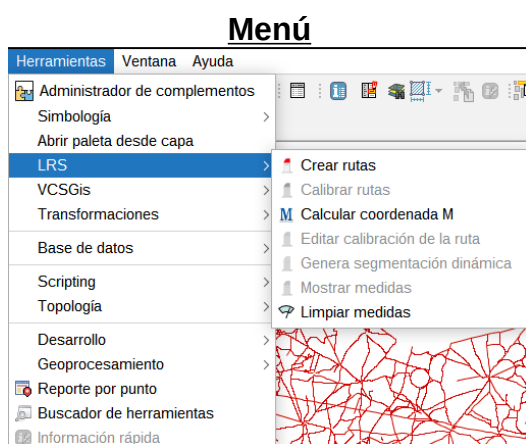 Menú
Herramientas Ventana Ayuda
Administrador de complementos
Simbología
Abrir paleta desde capa
LRS
VCSGis
Transformaciones
Base de datos
Scripting
Topología
Desarrollo
Geoprocesamiento
Reporte por punto
Buscador de herramientas
Información rápida
Crear rutas
Calibrar rutas
M Calcular coordenada M
Editar calibración de la ruta
Genera segmentación dinámica
Mostrar medidas
Limpiar medidas